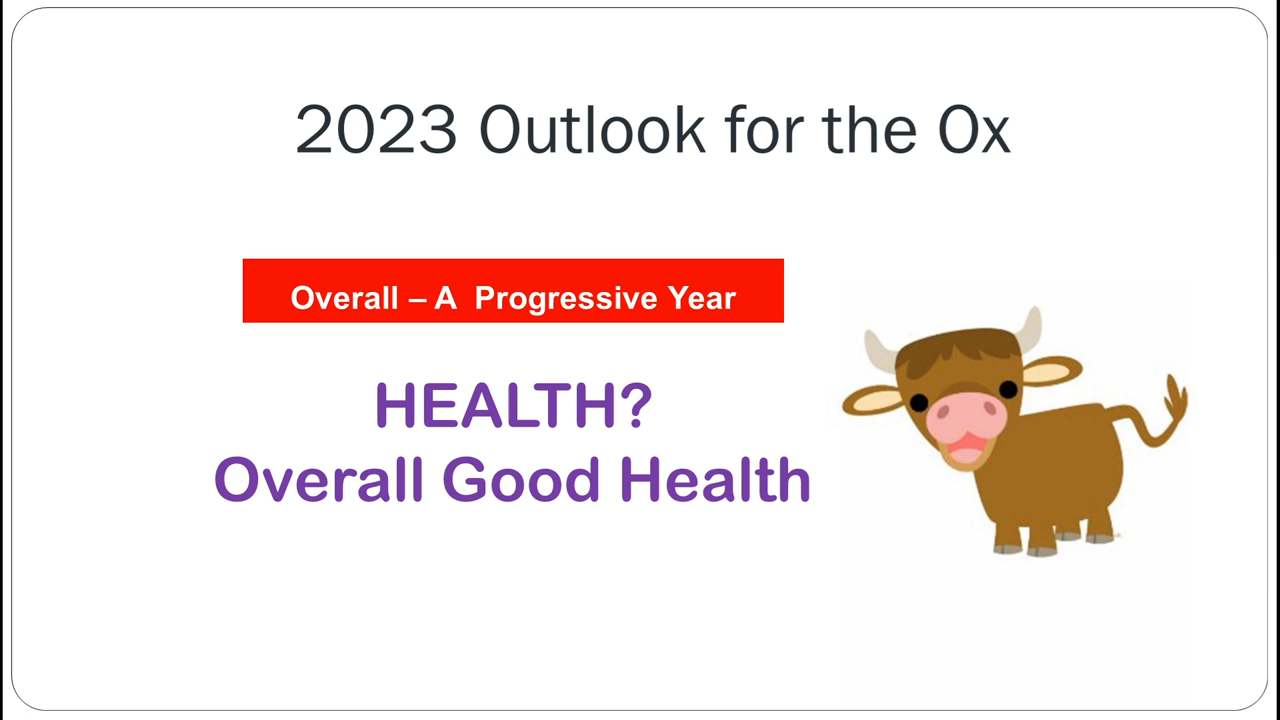 2023 Outlook for the Ox
Overall – A Progressive Year
HEALTH?
Overall Good Health